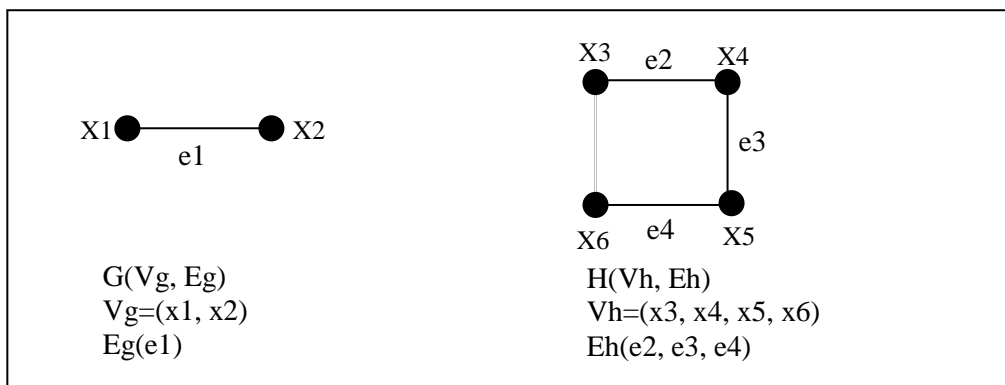 X1
X2
e1
G(Vg, Eg)
Vg=(x1, x2)
Eg(e1)
X3
e2
X4
e3
X6
e4
X5
H(Vh, Eh)
Vh=(x3, x4, x5, x6)
Eh(e2, e3, e4)